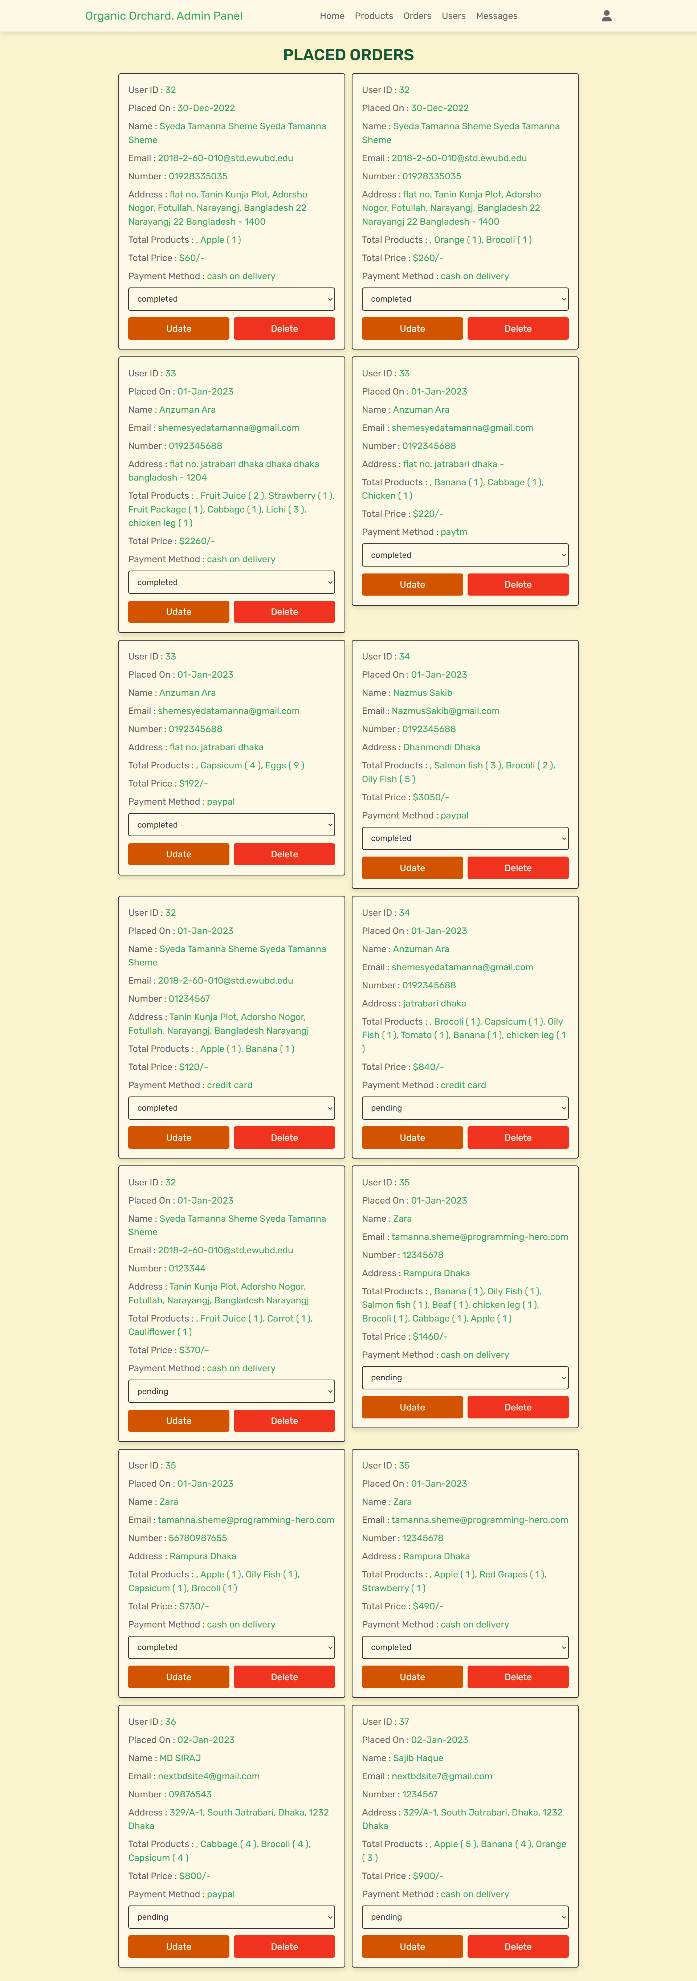 Organic Orchard. Admin Panel
Home Products Orders Users Messages
PLACED ORDERS
User ID : 32
Placed On : 30-Dec-2022
Name : Syeda Tamanna Sheme Syeda Tamanna
Sheme
Email : 2018-2-60-010@std.ewubd.edu
Number : 01928335035
Address : flat no. Tanin Kunja Plot, Adorsho
Nogor, Fotullah, Narayangj, Bangladesh 22
Narayangj 22 Bangladesh - 1400
Total Products : , Apple ( 1 )
Total Price : $60/-
Payment Method : cash on delivery
completed
Udate Delete
User ID : 32
Placed On : 30-Dec-2022
Name : Syeda Tamanna Sheme Syeda Tamanna
Sheme
Email : 2018-2-60-010@std.ewubd.edu
Number : 01928335035
Address : flat no. Tanin Kunja Plot, Adorsho
Nogor, Fotullah, Narayangj, Bangladesh 22
Narayangj 22 Bangladesh - 1400
Total Products : , Orange ( 1 ), Brocoli ( 1 )
Total Price : $260/-
Payment Method : cash on delivery
completed
Udate Delete
User ID : 33
Placed On : 01-Jan-2023
Name : Anzuman Ara
Email : shemesyedatamanna@gmail.com
Number : 0192345688
Address : flat no. jatrabari dhaka dhaka dhaka
bangladesh - 1204
Total Products : , Fruit Juice ( 2 ), Strawberry ( 1 ),
Fruit Package ( 1 ), Cabbage ( 1 ), Lichi ( 3 ),
chicken leg ( 1 )
Total Price : $2260/-
Payment Method : cash on delivery
completed
Udate Delete
User ID : 33
Placed On : 01-Jan-2023
Name : Anzuman Ara
Email : shemesyedatamanna@gmail.com
Number : 0192345688
Address : flat no. jatrabari dhaka -
Total Products : , Banana ( 1 ), Cabbage ( 1 ),
Chicken ( 1 )
Total Price : $220/-
Payment Method : paytm
completed
Udate Delete
User ID : 33
Placed On : 01-Jan-2023
Name : Anzuman Ara
Email : shemesyedatamanna@gmail.com
Number : 0192345688
Address : flat no. jatrabari dhaka
Total Products : , Capsicum ( 4 ), Eggs ( 9 )
Total Price : $192/-
Payment Method : paypal
completed
Udate Delete
User ID : 34
Placed On : 01-Jan-2023
Name : Nazmus Sakib
Email : NazmusSakib@gmail.com
Number : 0192345688
Address : Dhanmondi Dhaka
Total Products : , Salmon fish ( 3 ), Brocoli ( 2 ),
Oily Fish ( 5 )
Total Price : $3050/-
Payment Method : paypal
completed
Udate Delete
User ID : 32
Placed On : 01-Jan-2023
Name : Syeda Tamanna Sheme Syeda Tamanna
Sheme
Email : 2018-2-60-010@std.ewubd.edu
Number : 01234567
Address : Tanin Kunja Plot, Adorsho Nogor,
Fotullah, Narayangj, Bangladesh Narayangj
Total Products : , Apple ( 1 ), Banana ( 1 )
Total Price : $120/-
Payment Method : credit card
completed
Udate Delete
User ID : 34
Placed On : 01-Jan-2023
Name : Anzuman Ara
Email : shemesyedatamanna@gmail.com
Number : 0192345688
Address : jatrabari dhaka
Total Products : , Brocoli ( 1 ), Capsicum ( 1 ), Oily
Fish ( 1 ), Tomato ( 1 ), Banana ( 1 ), chicken leg ( 1
)
Total Price : $840/-
Payment Method : credit card
pending
Udate Delete
User ID : 32
Placed On : 01-Jan-2023
Name : Syeda Tamanna Sheme Syeda Tamanna
Sheme
Email : 2018-2-60-010@std.ewubd.edu
Number : 0123344
Address : Tanin Kunja Plot, Adorsho Nogor,
Fotullah, Narayangj, Bangladesh Narayangj
Total Products : , Fruit Juice ( 1 ), Carrot ( 1 ),
Cauliflower ( 1 )
Total Price : $370/-
Payment Method : cash on delivery
pending
Udate Delete
User ID : 35
Placed On : 01-Jan-2023
Name : Zara
Email : tamanna.sheme@programming-hero.com
Number : 12345678
Address : Rampura Dhaka
Total Products : , Banana ( 1 ), Oily Fish ( 1 ),
Salmon fish ( 1 ), Beaf ( 1 ), chicken leg ( 1 ),
Brocoli ( 1 ), Cabbage ( 1 ), Apple ( 1 )
Total Price : $1460/-
Payment Method : cash on delivery
pending
Udate Delete
User ID : 35
Placed On : 01-Jan-2023
Name : Zara
Email : tamanna.sheme@programming-hero.com
Number : 56780987655
Address : Rampura Dhaka
Total Products : , Apple ( 1 ), Oily Fish ( 1 ),
Capsicum ( 1 ), Brocoli ( 1 )
Total Price : $730/-
Payment Method : cash on delivery
completed
Udate Delete
User ID : 35
Placed On : 01-Jan-2023
Name : Zara
Email : tamanna.sheme@programming-hero.com
Number : 12345678
Address : Rampura Dhaka
Total Products : , Apple ( 1 ), Red Grapes ( 1 ),
Strawberry ( 1 )
Total Price : $490/-
Payment Method : cash on delivery
completed
Udate Delete
User ID : 36
Placed On : 02-Jan-2023
Name : MD SIRAJ
Email : nextbdsite4@gmail.com
Number : 09876543
Address : 329/A-1, South Jatrabari, Dhaka, 1232
Dhaka
Total Products : , Cabbage ( 4 ), Brocoli ( 4 ),
Capsicum ( 4 )
Total Price : $800/-
Payment Method : paypal
pending
Udate Delete
User ID : 37
Placed On : 02-Jan-2023
Name : Sajib Haque
Email : nextbdsite7@gmail.com
Number : 1234567
Address : 329/A-1, South Jatrabari, Dhaka, 1232
Dhaka
Total Products : , Apple ( 5 ), Banana ( 4 ), Orange
( 3 )
Total Price : $900/-
Payment Method : cash on delivery
pending
Udate Delete